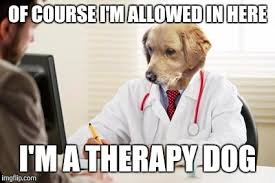 OF COURSE I'M ALLOWED IN HERE
I'M A THERAPY DOG
imgflip.com